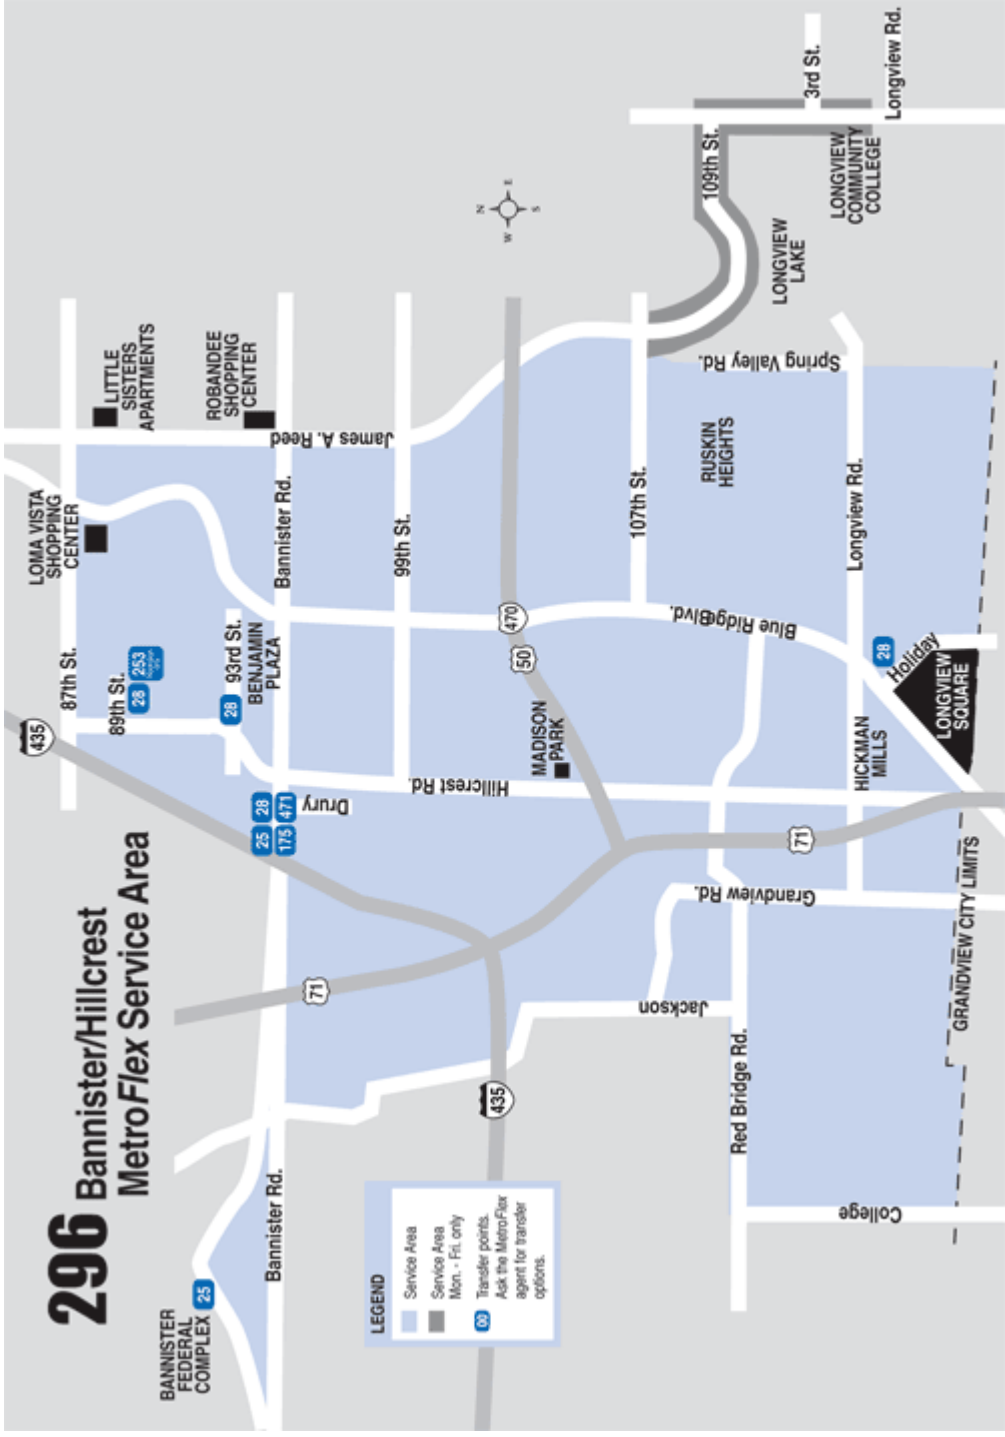 296 Bannister/Hillcrest
MetroFlex Service Area
BANNISTER
FEDERAL
COMPLEX
25
Bannister Rd.
LEGEND
Service Area
Service Area
Mon. - Fri. only
00
Transfer points.
Ask the MetroFlex
agent for transfer
options.
435
71
435
25
28
175
471
Drury
87th St.
89th St.
28
253
28
93rd St.
BENJAMIN
PLAZA
LOMA VISTA
SHOPPING
CENTER
LITTLE
SISTERS
APARTMENTS
ROBANDEE
SHOPPING
CENTER
James A. Reed
Bannister Rd.
99th St.
Hillcrest Rd.
N
W
E
S
470
50
MADISON
PARK
107th St.
Jackson
Red Bridge Rd.
Grandview Rd.
71
Blue Ridge Blvd.
RUSKIN
HEIGHTS
Spring Valley Rd.
109th St.
LONGVIEW
LAKE
3rd St.
LONGVIEW
COMMUNITY
COLLEGE
Longview Rd.
Longview Rd.
28
Holiday
HICKMAN
MILLS
LONGVIEW
SQUARE
College
GRANDVIEW CITY LIMITS